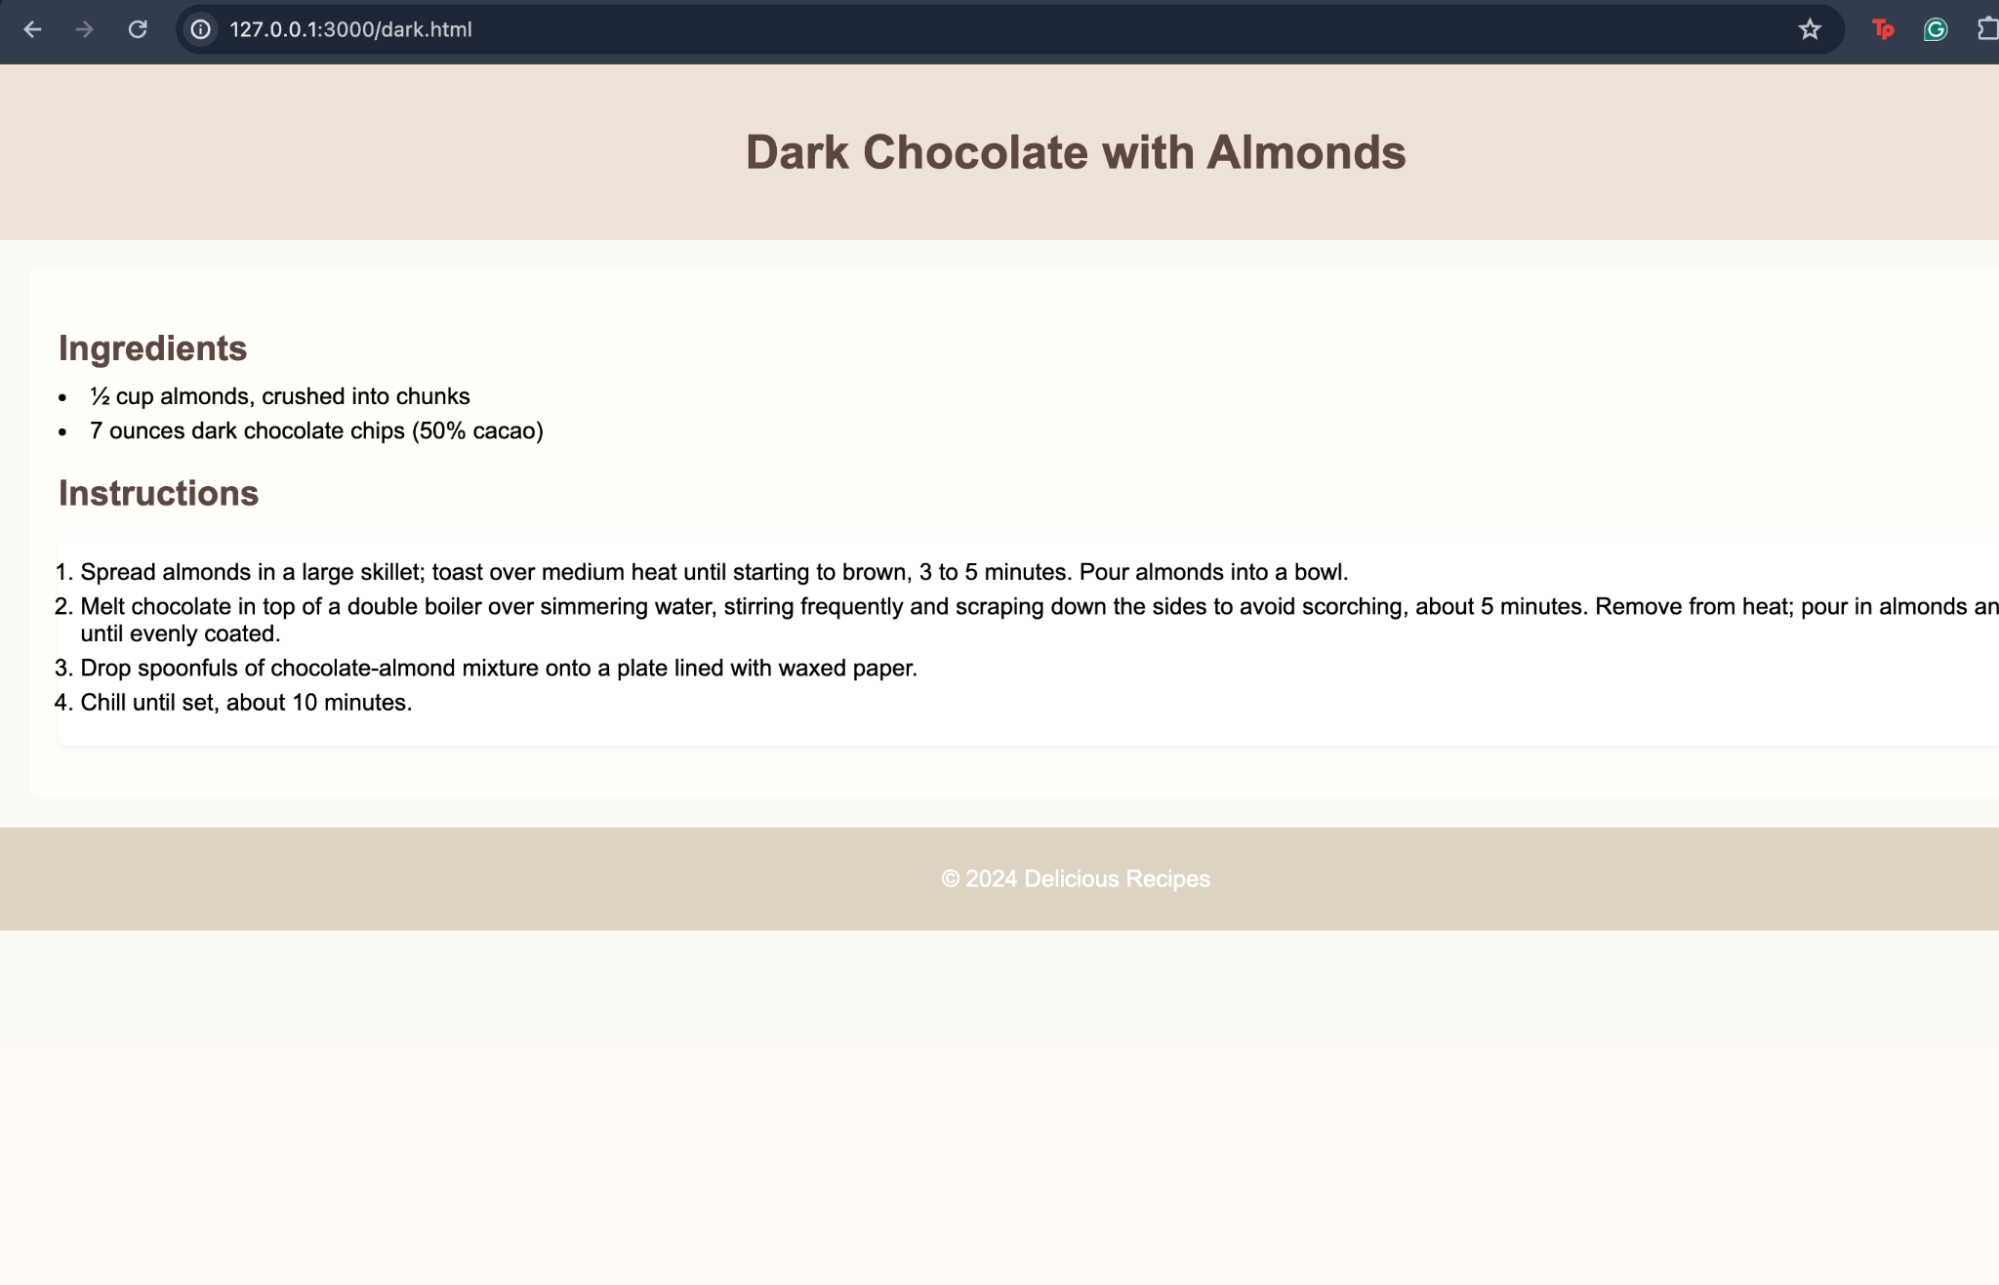 127.0.0.1:3000/dark.html
Tp
G
Dark Chocolate with Almonds
Ingredients
• ½ cup almonds, crushed into chunks
• 7 ounces dark chocolate chips (50% cacao)
Instructions
1. Spread almonds in a large skillet; toast over medium heat until starting to brown, 3 to 5 minutes. Pour almonds into a bowl.
2. Melt chocolate in top of a double boiler over simmering water, stirring frequently and scraping down the sides to avoid scorching, about 5 minutes. Remove from heat; pour in almonds an
until evenly coated.
3. Drop spoonfuls of chocolate-almond mixture onto a plate lined with waxed paper.
4. Chill until set, about 10 minutes.
© 2024 Delicious Recipes